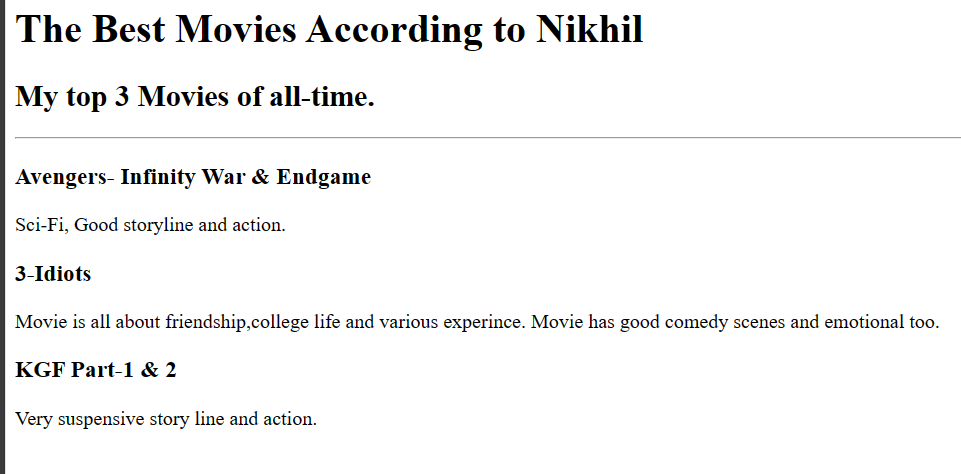 The Best Movies According to Nikhil
My top 3 Movies of all-time.
Avengers- Infinity War & Endgame
Sci-Fi, Good storyline and action.
3-Idiots
Movie is all about friendship,college life and various experince. Movie has good comedy scenes and emotional too.
KGF Part-1 & 2
Very suspensive story line and action.